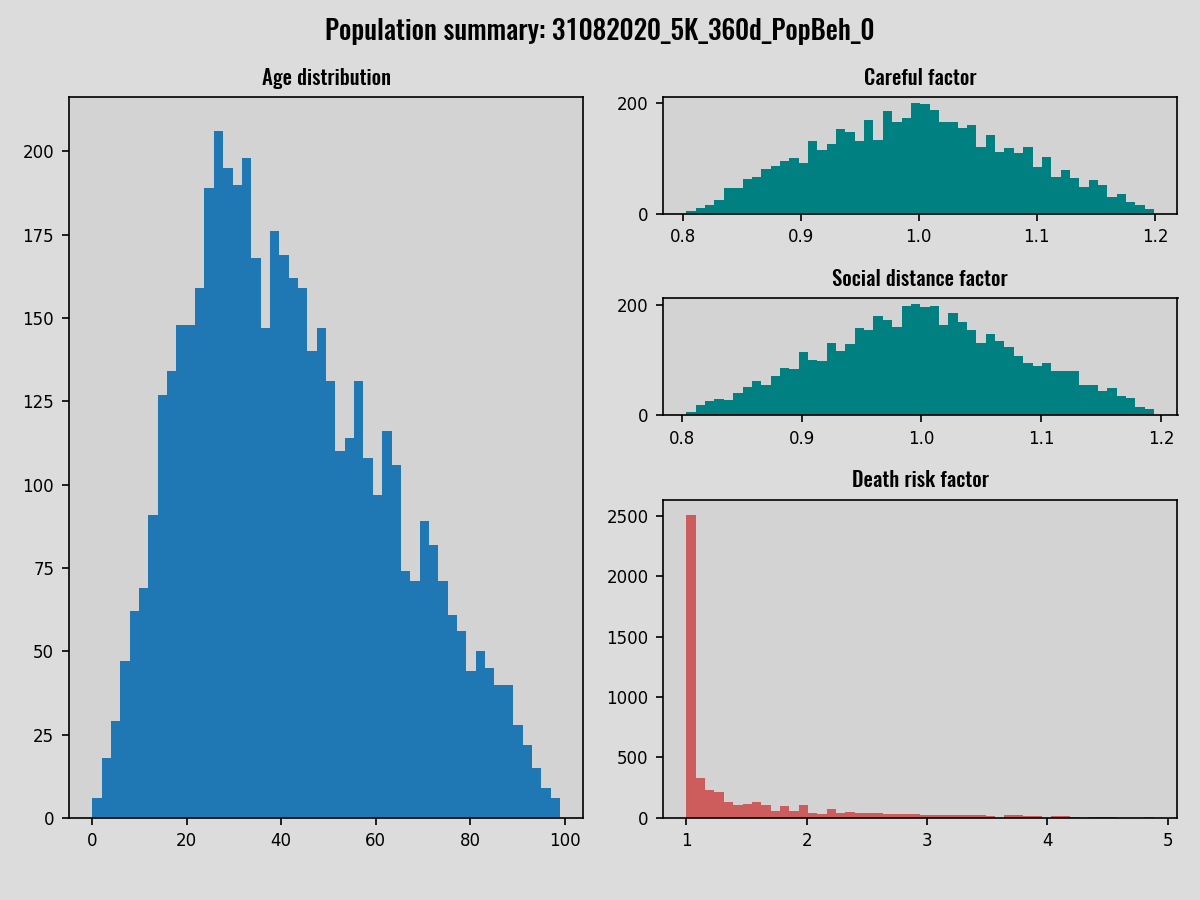 Population summary: 31082020_5K_360d_PopBeh_0
Age distribution
200
175
150
125
100
75
50
25
0
0 20 40 60 80 100
Careful factor
200
0
0.8 0.9 1.0 1.1 1.2
Social distance factor
200
0
0.8 0.9 1.0 1.1 1.2
Death risk factor
2500
2000
1500
1000
500
0
1 2 3 4 5